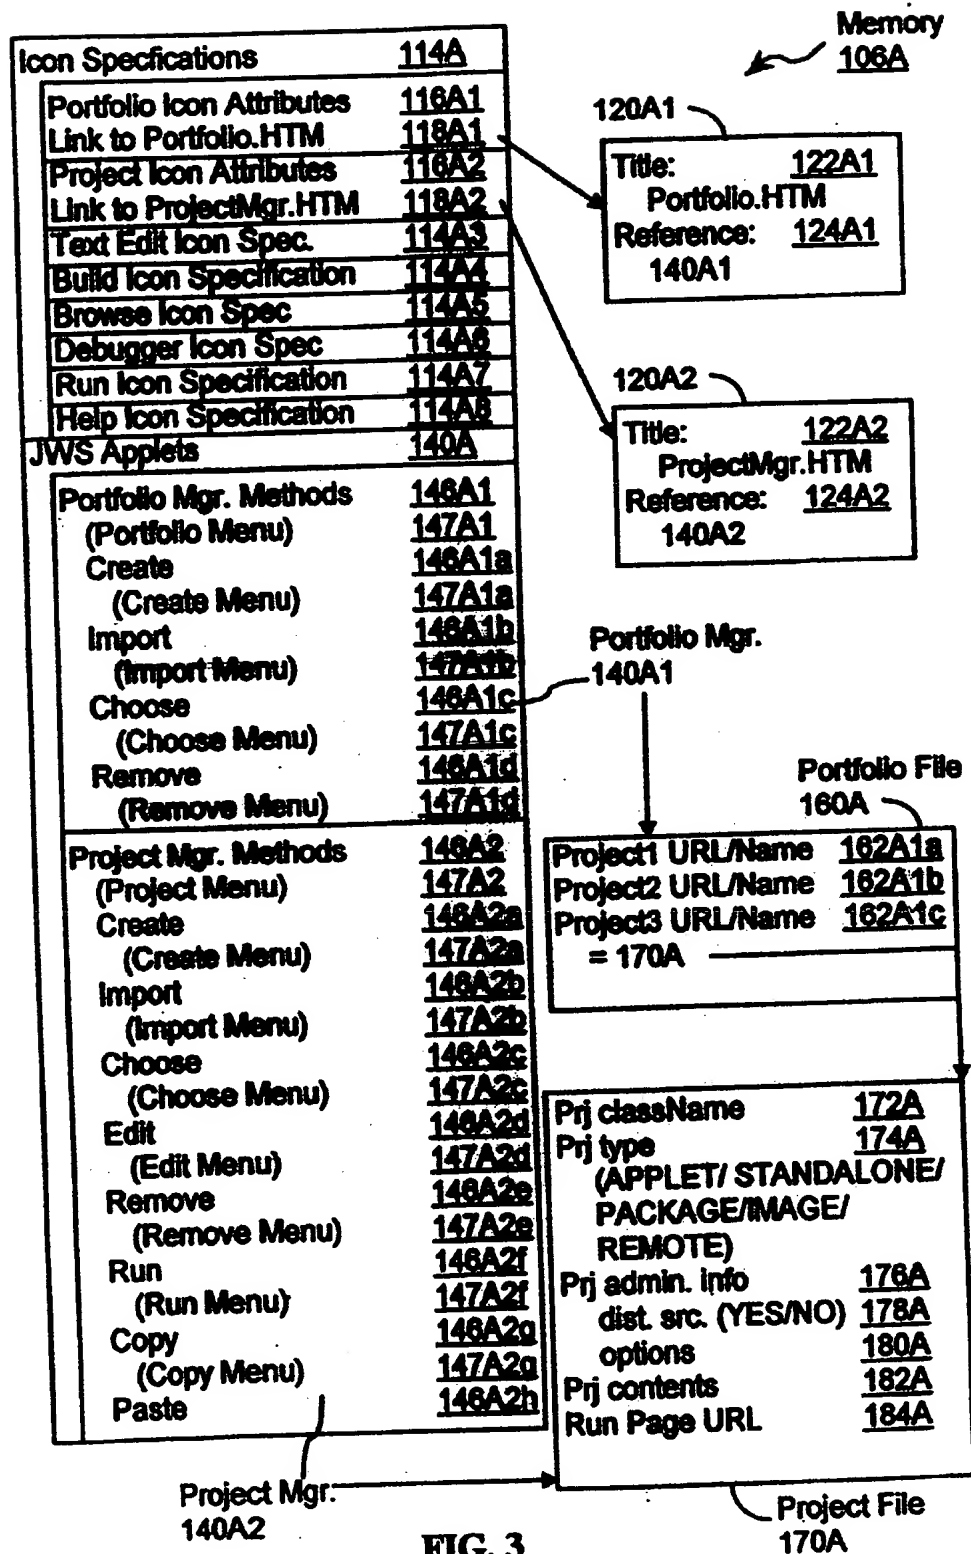 Memory
106A
Icon Specfications 114A
Portfolio Icon Attributes 116A1
Link to Portfolio.HTM 118A1
Project Icon Attributes 116A2
Link to ProjectMgr.HTM 118A2
Text Edit Icon Spec. 114A3
Build Icon Specification 114A4
Browse Icon Spec 114A5
Debugger Icon Spec 114A6
Run Icon Specification 114A7
Help Icon Specification 114A8
JWS Applets 140A
Portfolio Mgr. Methods 146A1
(Portfolio Menu) 147A1
Create 146A1a
(Create Menu) 147A1a
Import 146A1b
(Import Menu) 147A1b
Choose 146A1c
(Choose Menu) 147A1c
Remove 146A1d
(Remove Menu) 147A1d
Project Mgr. Methods 146A2
(Project Menu) 147A2
Create 146A2a
(Create Menu) 147A2a
Import 146A2b
(Import Menu) 147A2b
Choose 146A2c
(Choose Menu) 147A2c
Edit 146A2d
(Edit Menu) 147A2d
Remove 146A2e
(Remove Menu) 147A2e
Run 146A2f
(Run Menu) 147A2f
Copy 146A2g
(Copy Menu) 147A2g
Paste 146A2h
Project Mgr.
140A2
120A1
Title: 122A1
Portfolio.HTM
Reference: 124A1
140A1
120A2
Title: 122A2
ProjectMgr.HTM
Reference: 124A2
140A2
Portfolio Mgr.
140A1
Portfolio File
160A
Project1 URL/Name 162A1a
Project2 URL/Name 162A1b
Project3 URL/Name 162A1c
= 170A
Prj className 172A
Prj type 174A
(APPLET/ STANDALONE/
PACKAGE/IMAGE/
REMOTE)
Prj admin. info 176A
dist. src. (YES/NO) 178A
options 180A
Prj contents 182A
Run Page URL 184A
Project File
170A
FIG. 3